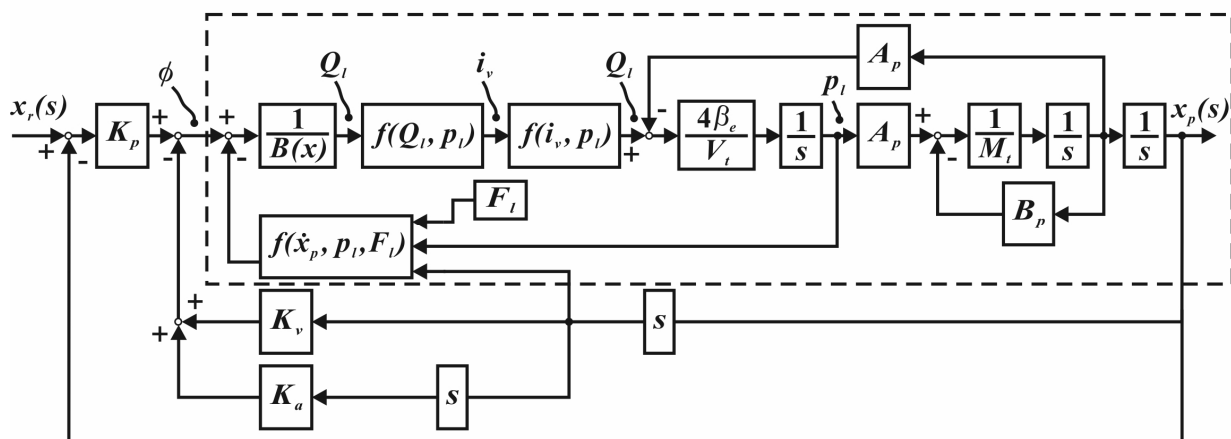 A_p
ϕ
Q_l
i_v
Q_l
p_l
x_r(s)
x_p(s)
+
-
K_p
+
-
+
-
1/B(x)
f(Q_l, p_l)
f(i_v, p_l)
+
-
4β_e/V_t
1/s
A_p
+
-
1/M_t
1/s
1/s
B_p
F_l
f(ẋ_p, p_l, F_l)
+
+
K_v
s
K_a
s